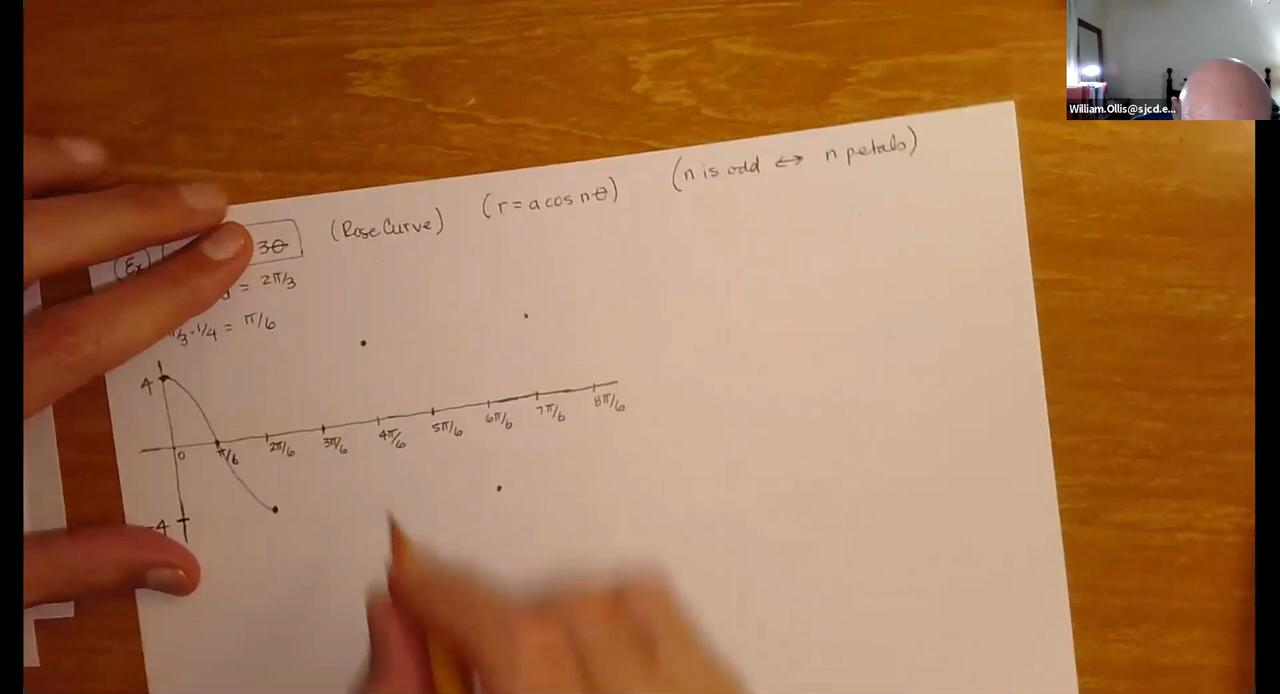 William.Ollis@sjcd.e...
(Ex) 3θ (Rose Curve) (r = a cos nθ) (n is odd ↔ n petals)
= 2π/3
/3 · 1/4 = π/6
4
0 π/6 2π/6 3π/6 4π/6 5π/6 6π/6 7π/6 8π/6
-4